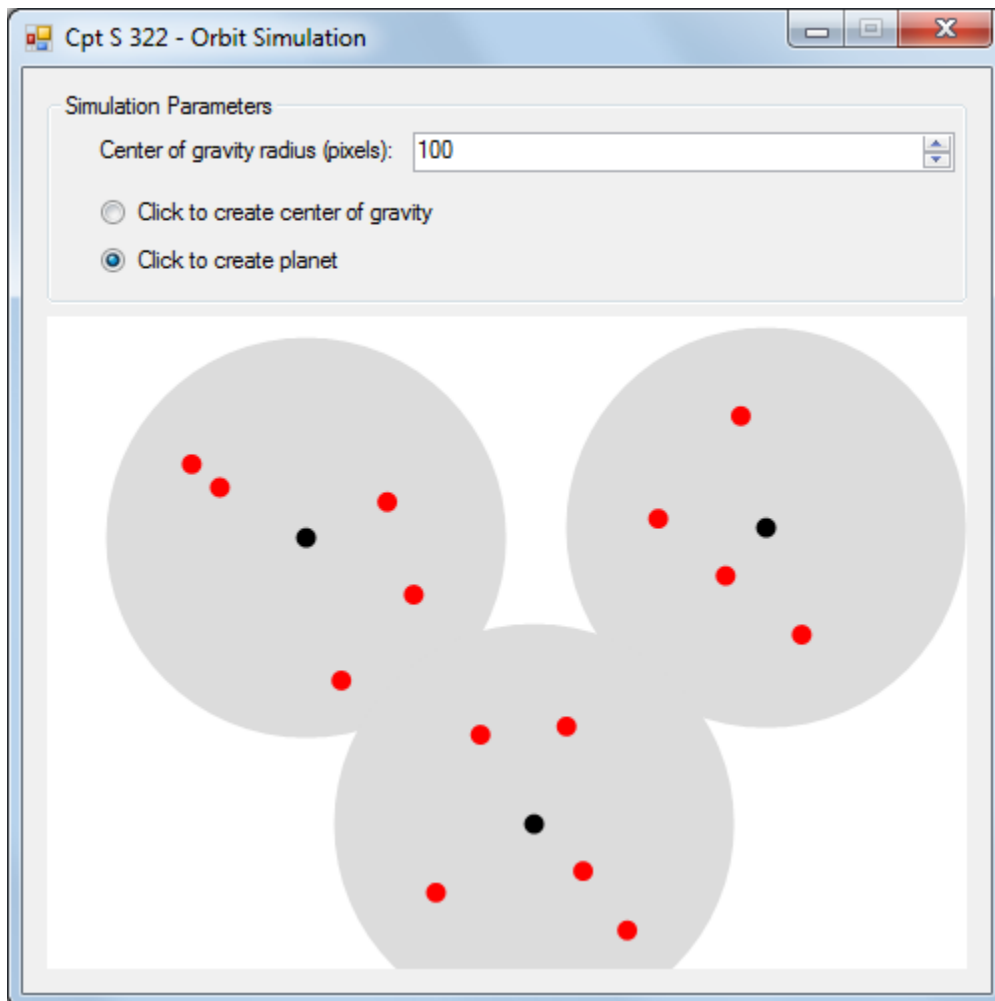 Cpt S 322 - Orbit Simulation
Simulation Parameters
Center of gravity radius (pixels): 100
Click to create center of gravity
Click to create planet